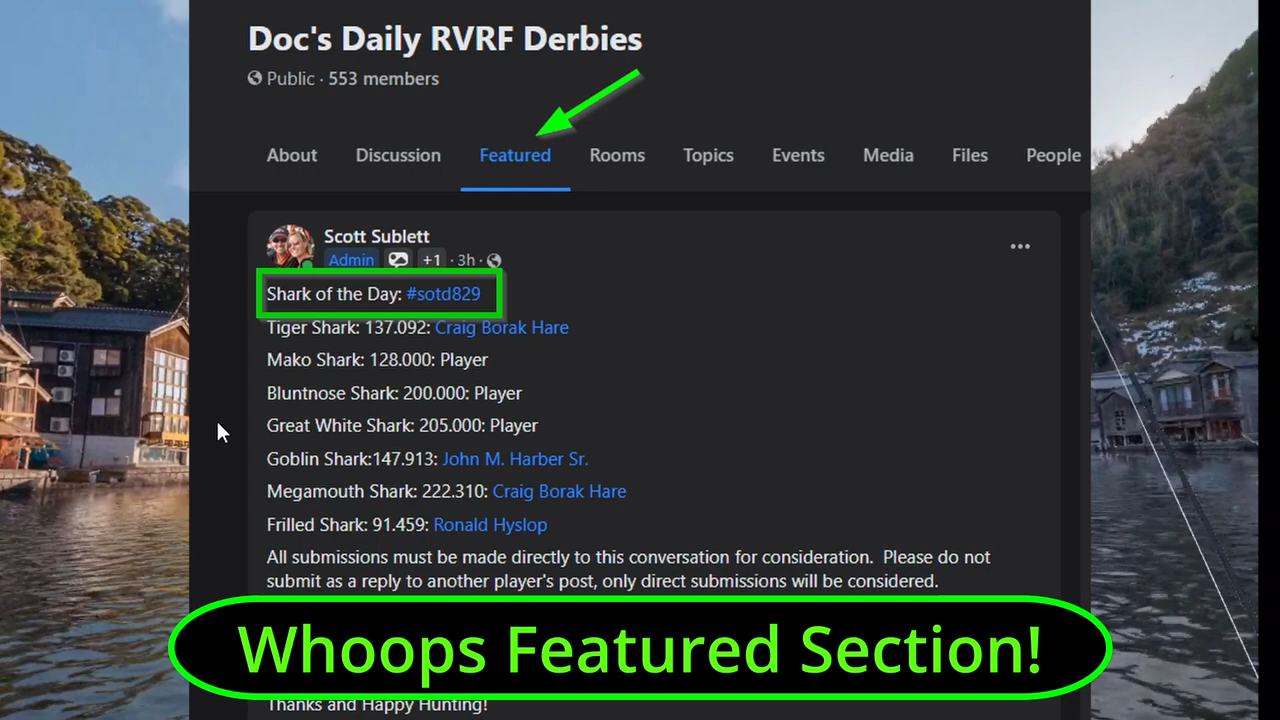 Doc's Daily RVRF Derbies
Public · 553 members
About Discussion Featured Rooms Topics Events Media Files People
Scott Sublett
Admin +1 · 3h ·
Shark of the Day: #sotd829
Tiger Shark: 137.092: Craig Borak Hare
Mako Shark: 128.000: Player
Bluntnose Shark: 200.000: Player
Great White Shark: 205.000: Player
Goblin Shark:147.913: John M. Harber Sr.
Megamouth Shark: 222.310: Craig Borak Hare
Frilled Shark: 91.459: Ronald Hyslop
All submissions must be made directly to this conversation for consideration.  Please do not
submit as a reply to another player's post, only direct submissions will be considered.
Whoops Featured Section!
Thanks and Happy Hunting!